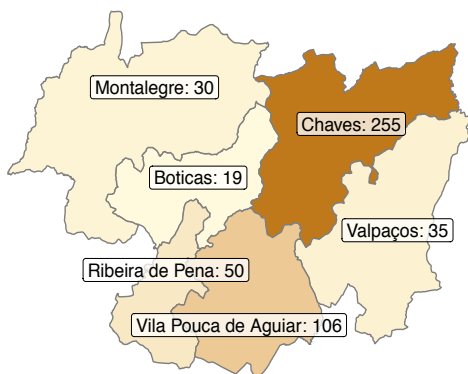 Montalegre: 30
Chaves: 255
Boticas: 19
Valpaços: 35
Ribeira de Pena: 50
Vila Pouca de Aguiar: 106